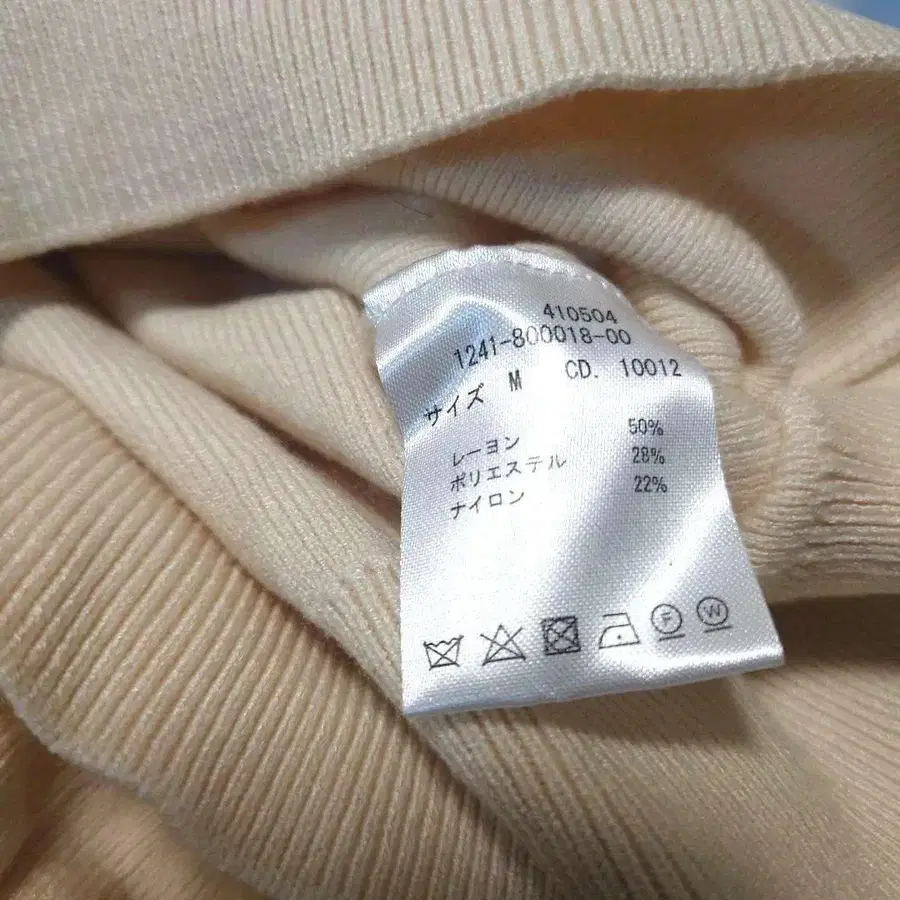 410504
1241-800018-00
サイズ M CD. 10012
レーヨン 50%
ポリエステル 28%
ナイロン 22%
F W